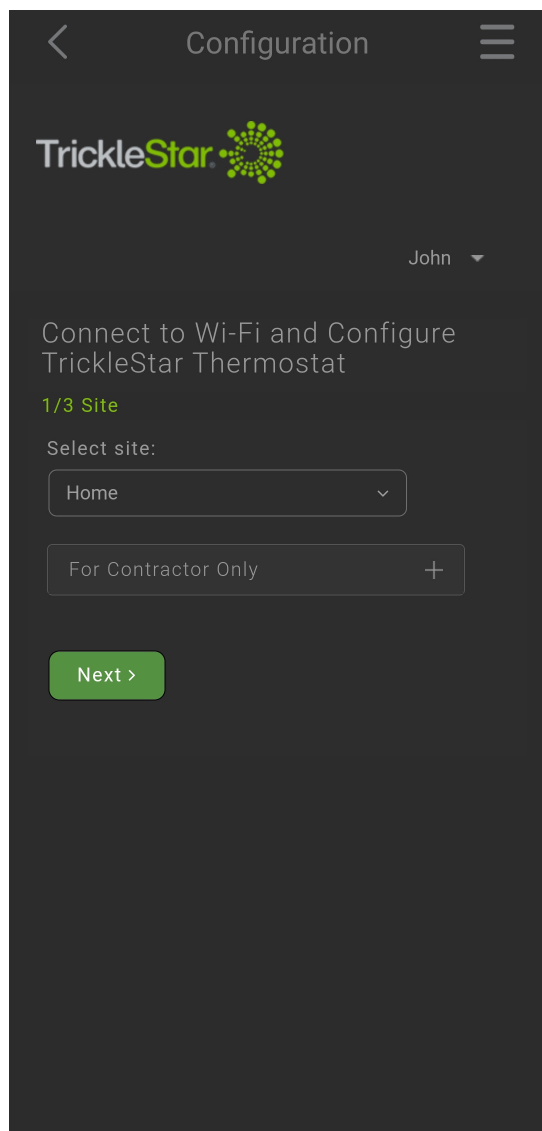 Configuration
TrickleStar
John
Connect to Wi-Fi and Configure
TrickleStar Thermostat
1/3 Site
Select site:
Home
For Contractor Only
Next